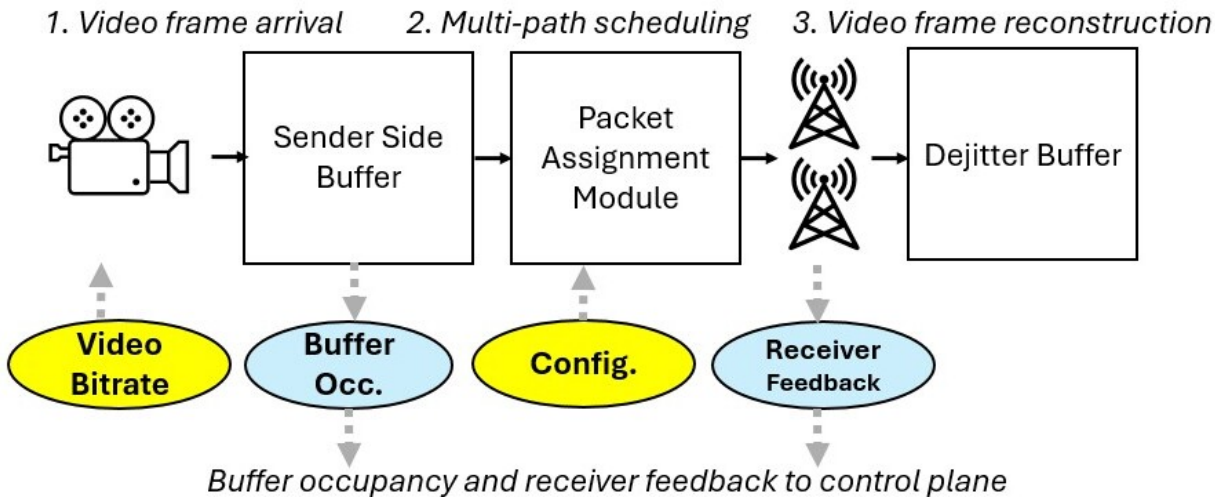 1. Video frame arrival
2. Multi-path scheduling
3. Video frame reconstruction
Sender Side
Buffer
Packet
Assignment
Module
Dejitter Buffer
Video
Bitrate
Buffer
Occ.
Config.
Receiver
Feedback
Buffer occupancy and receiver feedback to control plane